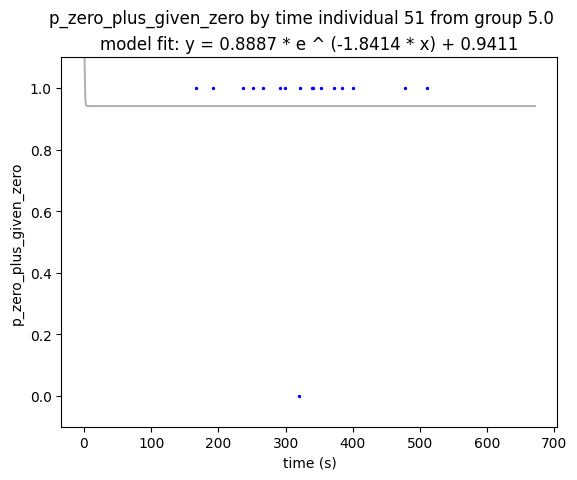 p_zero_plus_given_zero by time individual 51 from group 5.0
model fit: y = 0.8887 * e ^ (-1.8414 * x) + 0.9411
1.0
0.8
0.6
0.4
0.2
0.0
p_zero_plus_given_zero
0 100 200 300 400 500 600 700
time (s)